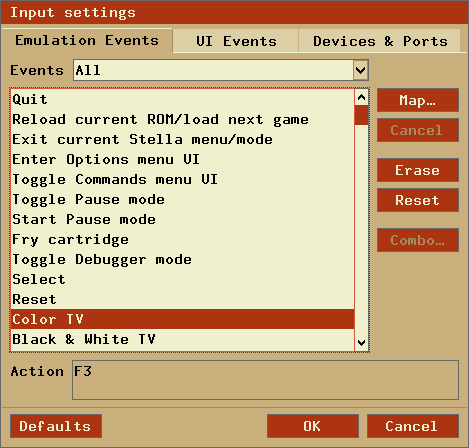 Input settings
Emulation Events UI Events Devices & Ports
Events All
Quit
Reload current ROM/load next game
Exit current Stella menu/mode
Enter Options menu UI
Toggle Commands menu UI
Toggle Pause mode
Start Pause mode
Fry cartridge
Toggle Debugger mode
Select
Reset
Color TV
Black & White TV
Map…
Cancel
Erase
Reset
Combo…
Action F3
Defaults OK Cancel